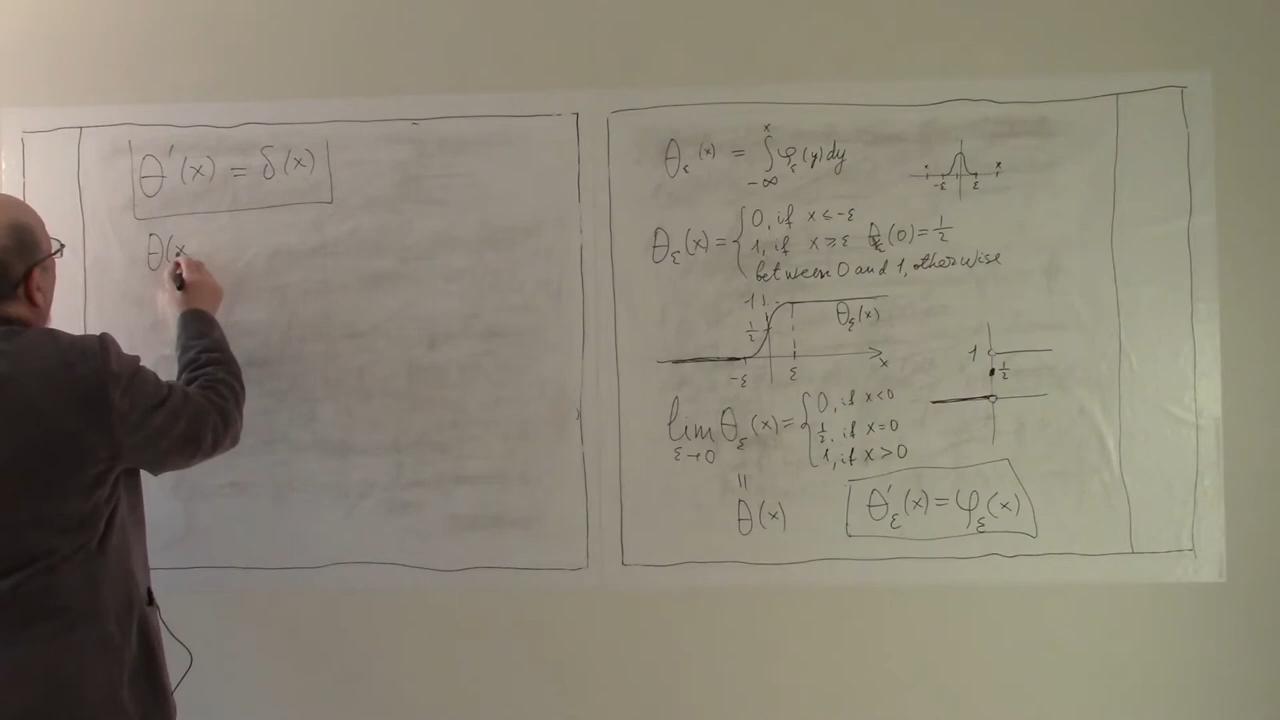 θ'(x) = δ(x)
θ(x
θ_ε(x) = ∫_{-∞}^{x} φ_ε(y)dy
x -ε ε x
θ_ε(x) = { 0, if x ≤ -ε
1, if x ≥ ε θ_ε(0) = 1/2
between 0 and 1, otherwise
1 1/2 θ_ε(x)
-ε ε x
1 1/2
lim_{ε→0} θ_ε(x) = { 0, if x<0
1/2, if x=0
1, if x>0
=
θ(x) θ'_ε(x) = φ_ε(x)